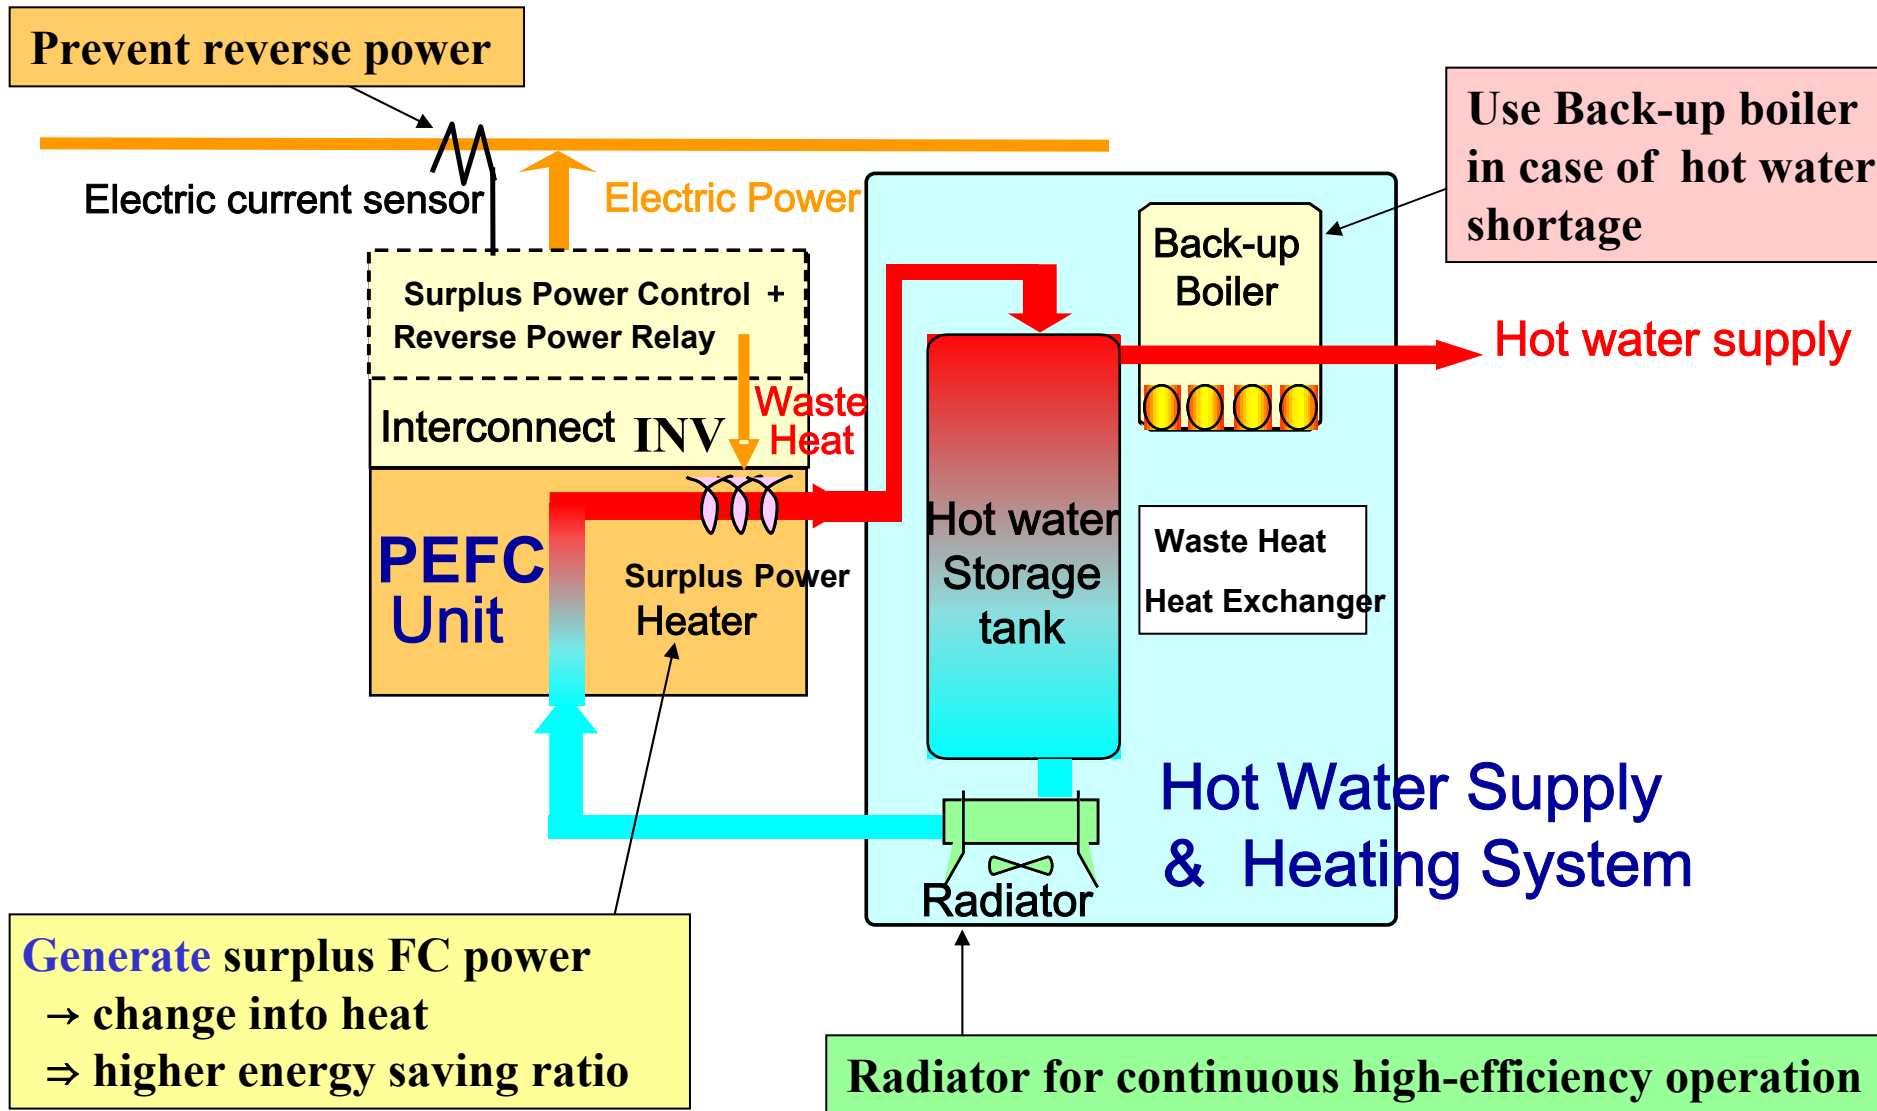 Prevent reverse power
Use Back-up boiler
in case of hot water
shortage
Electric current sensor
Electric Power
Back-up
Boiler
Surplus Power Control +
Reverse Power Relay
Hot water supply
Waste
Heat
Interconnect INV
PEFC
Unit
Surplus Power
Heater
Hot water
Storage
tank
Waste Heat
Heat Exchanger
Hot Water Supply
& Heating System
Radiator
Generate surplus FC power
→ change into heat
⇒ higher energy saving ratio
Radiator for continuous high-efficiency operation